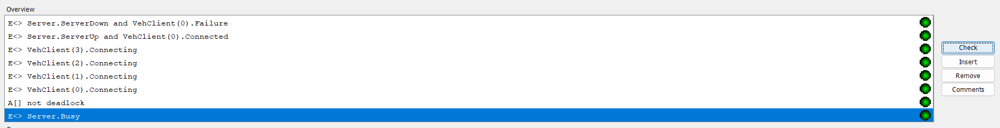 Overview
E<> Server.ServerDown and VehClient(0).Failure
E<> Server.ServerUp and VehClient(0).Connected
E<> VehClient(3).Connecting
E<> VehClient(2).Connecting
E<> VehClient(1).Connecting
E<> VehClient(0).Connecting
A[] not deadlock
E<> Server.Busy
Check
Insert
Remove
Comments